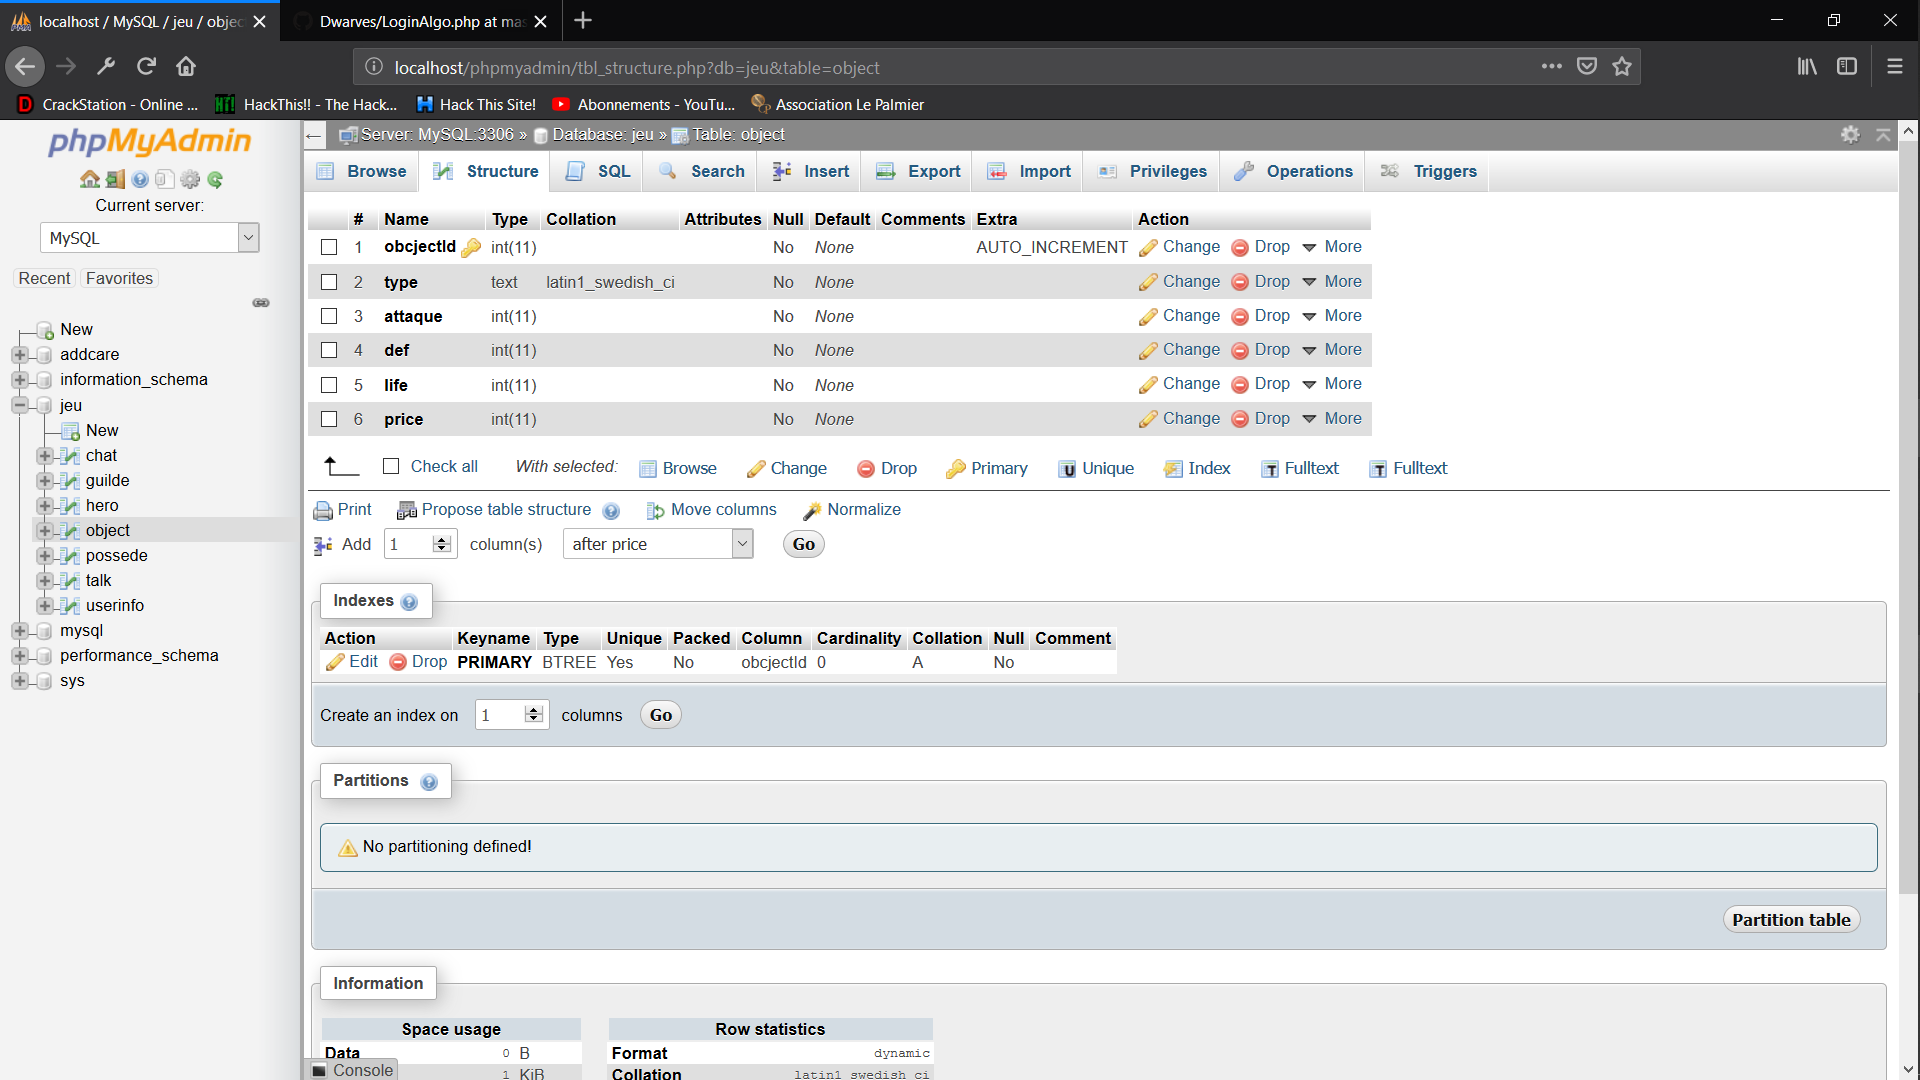 localhost / MySQL / jeu / objec
Dwarves/LoginAlgo.php at mas
localhost/phpmyadmin/tbl_structure.php?db=jeu&table=object
CrackStation - Online ...
HackThis!! - The Hack...
Hack This Site!
Abonnements - YouTu...
Association Le Palmier
phpMyAdmin
Current server:
MySQL
Recent Favorites
New
addcare
information_schema
jeu
New
chat
guilde
hero
object
possede
talk
userinfo
mysql
performance_schema
sys
Server: MySQL:3306 » Database: jeu » Table: object
Browse Structure SQL Search Insert Export Import Privileges Operations Triggers
# Name Type Collation Attributes Null Default Comments Extra Action
1 obcjectId int(11) No None AUTO_INCREMENT Change Drop More
2 type text latin1_swedish_ci No None Change Drop More
3 attaque int(11) No None Change Drop More
4 def int(11) No None Change Drop More
5 life int(11) No None Change Drop More
6 price int(11) No None Change Drop More
Check all With selected: Browse Change Drop Primary Unique Index Fulltext Fulltext
Print Propose table structure Move columns Normalize
Add 1 column(s) after price Go
Indexes
Action Keyname Type Unique Packed Column Cardinality Collation Null Comment
Edit Drop PRIMARY BTREE Yes No obcjectId 0 A No
Create an index on 1 columns Go
Partitions
No partitioning defined!
Partition table
Information
Space usage
Data 0 B
1 KiB
Row statistics
Format dynamic
Collation latin1_swedish_ci
Console